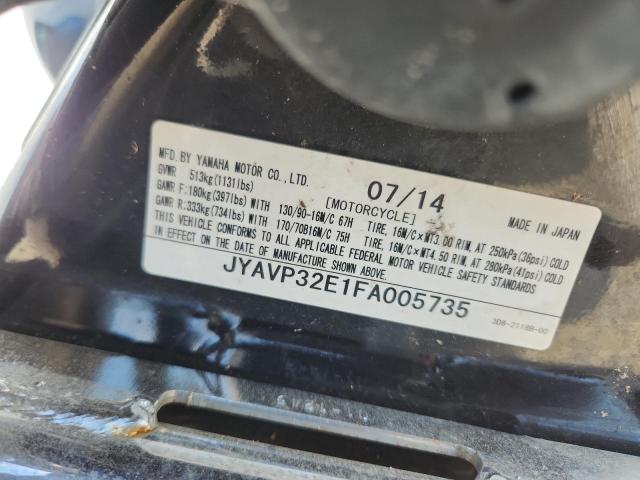 MFD. BY YAMAHA MOTOR CO., LTD. 07/14 MADE IN JAPAN
GVWR 513kg(1131lbs) [MOTORCYCLE]
GAWR F: 180kg(397lbs) WITH 130/90-16M/C 67H TIRE, 16M/C×MT3.00 RIM, AT 250kPa(36psi) COLD
GAWR R: 333kg(734lbs) WITH 170/70B16M/C 75H TIRE, 16M/C×MT4.50 RIM, AT 280kPa(41psi) COLD
THIS VEHICLE CONFORMS TO ALL APPLICABLE FEDERAL MOTOR VEHICLE SAFETY STANDARDS
IN EFFECT ON THE DATE OF MANUFACTURE SHOWN ABOVE.
JYAVP32E1FA005735
3D8-2118B-00